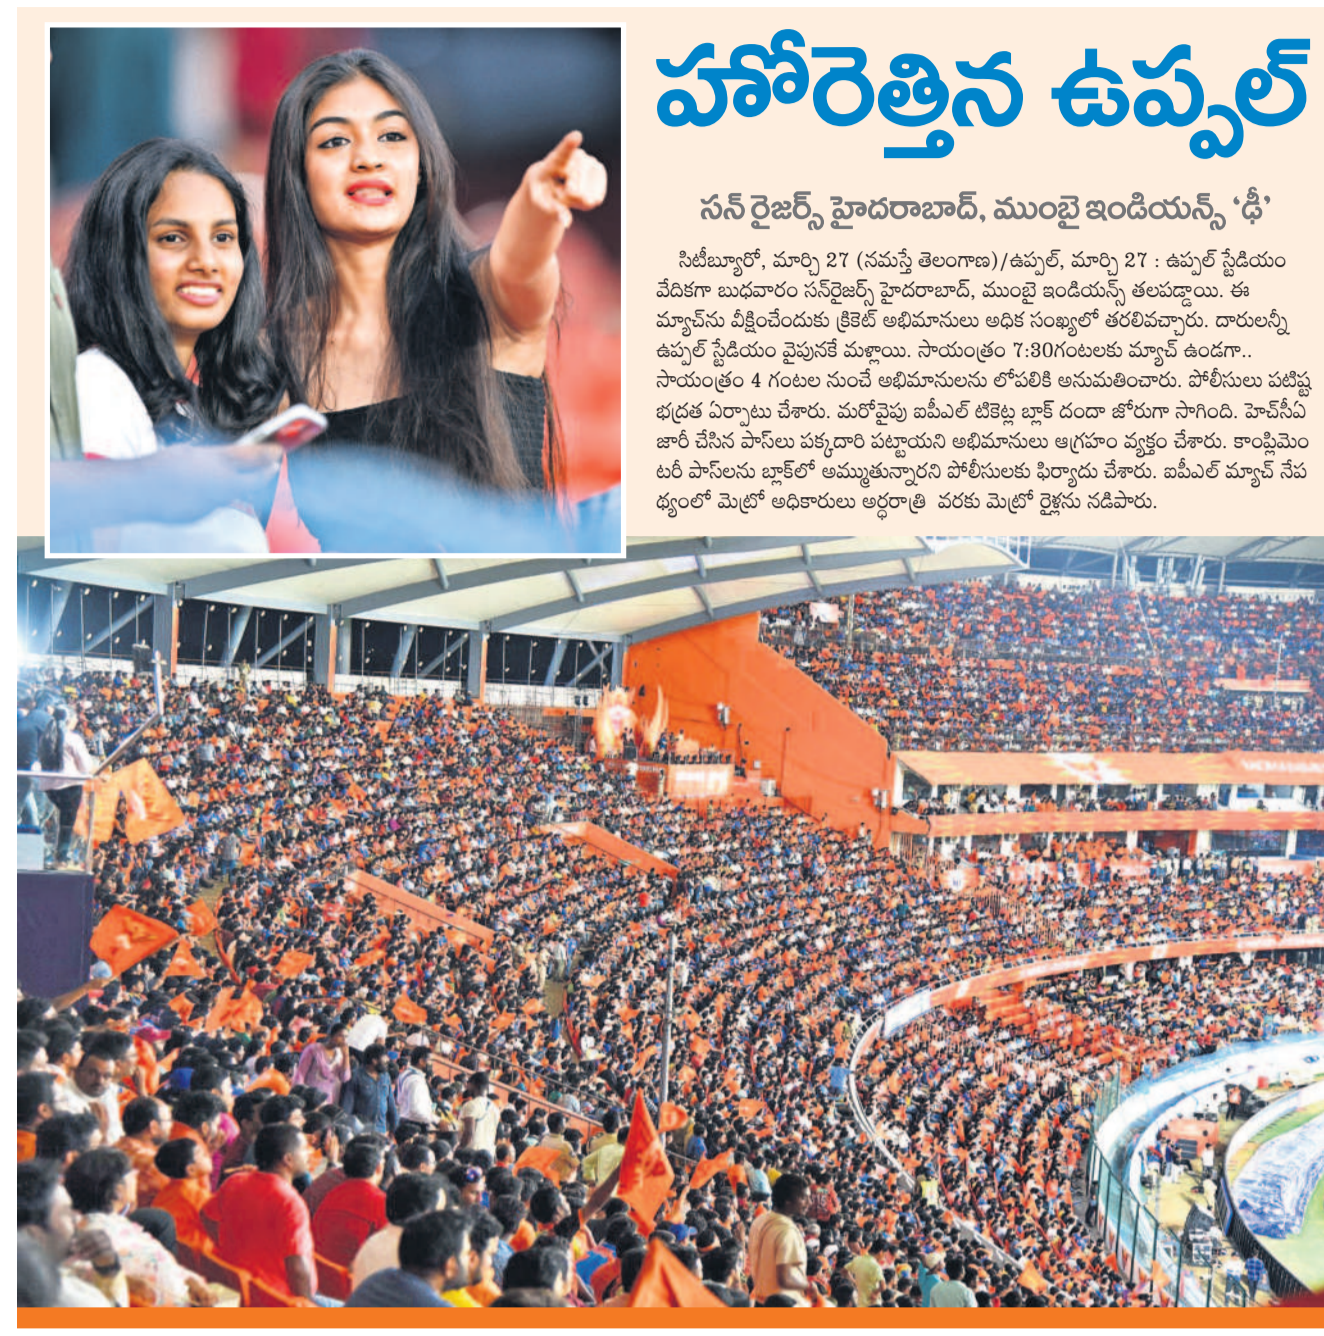 హోరెత్తిన ఉప్పల్
సన్ రైజర్స్ హైదరాబాద్, ముంబై ఇండియన్స్ ‘ఢీ’
సిటీబ్యూరో, మార్చి 27 (నమస్తే తెలంగాణ)/ఉప్పల్, మార్చి 27 : ఉప్పల్ స్టేడియం
వేదికగా బుధవారం సన్‌రైజర్స్ హైదరాబాద్, ముంబై ఇండియన్స్ తలపడ్డాయి. ఈ
మ్యాచ్‌ను వీక్షించేందుకు క్రికెట్ అభిమానులు అధిక సంఖ్యలో తరలివచ్చారు. దారులన్నీ
ఉప్పల్ స్టేడియం వైపునకే మళ్లాయి. సాయంత్రం 7:30గంటలకు మ్యాచ్ ఉండగా..
సాయంత్రం 4 గంటల నుంచే అభిమానులను లోపలికి అనుమతించారు. పోలీసులు పటిష్ట
భద్రత ఏర్పాటు చేశారు. మరోవైపు ఐపీఎల్ టికెట్ల బ్లాక్ దందా జోరుగా సాగింది. హెచ్‌సీఏ
జారీ చేసిన పాస్‌లు పక్కదారి పట్టాయని అభిమానులు ఆగ్రహం వ్యక్తం చేశారు. కాంప్లిమెం
టరీ పాస్‌లను బ్లాక్‌లో అమ్ముతున్నారని పోలీసులకు ఫిర్యాదు చేశారు. ఐపీఎల్ మ్యాచ్ నేప
థ్యంలో మెట్రో అధికారులు అర్ధరాత్రి వరకు మెట్రో రైళ్లను నడిపారు.